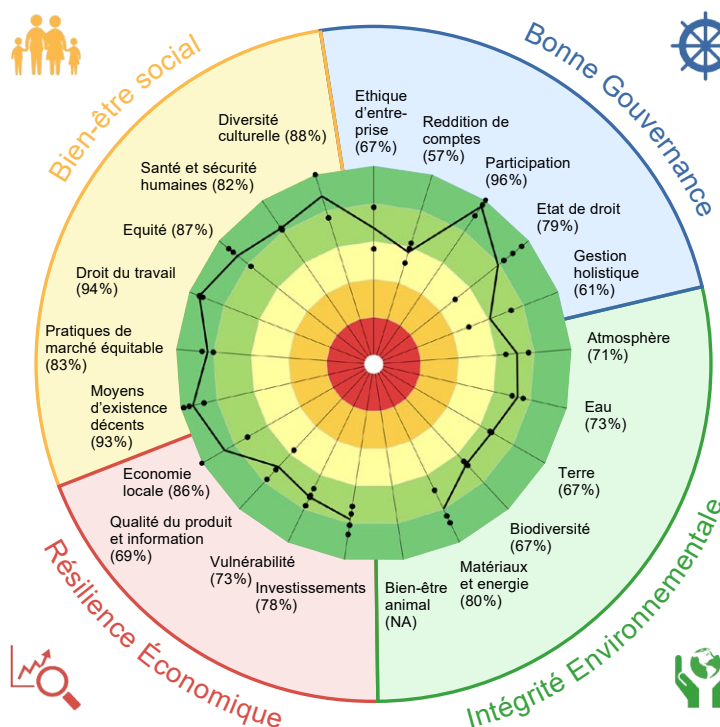 Bien-être social
Bonne Gouvernance
Ethique
d'entre-
prise
(67%)
Reddition de
comptes
(57%)
Participation
(96%)
Etat de droit
(79%)
Gestion
holistique
(61%)
Atmosphère
(71%)
Eau
(73%)
Terre
(67%)
Biodiversité
(67%)
Matériaux
et energie
(80%)
Bien-être
animal
(NA)
Investissements
(78%)
Vulnérabilité
(73%)
Qualité du produit
et information
(69%)
Economie
locale (86%)
Moyens
d'existence
décents
(93%)
Pratiques de
marché équitable
(83%)
Droit du travail
(94%)
Equité (87%)
Santé et sécurité
humaines (82%)
Diversité
culturelle (88%)
Résilience Économique
Intégrité Environnementale